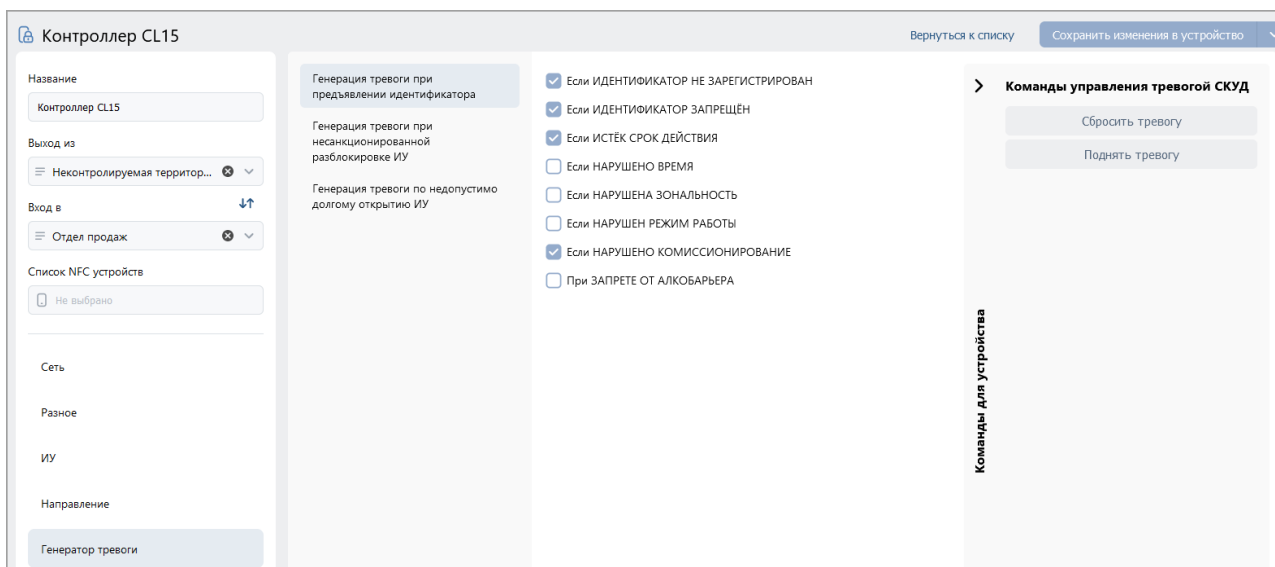 Контроллер CL15
Вернуться к списку
Сохранить изменения в устройство
Название
Контроллер CL15
Выход из
Неконтролируемая территор...
Вход в
Отдел продаж
Список NFC устройств
Не выбрано
Сеть
Разное
ИУ
Направление
Генератор тревоги
Генерация тревоги при
предъявлении идентификатора
Генерация тревоги при
несанкционированной
разблокировке ИУ
Генерация тревоги по недопустимо
долгому открытию ИУ
Если ИДЕНТИФИКАТОР НЕ ЗАРЕГИСТРИРОВАН
Если ИДЕНТИФИКАТОР ЗАПРЕЩЁН
Если ИСТЁК СРОК ДЕЙСТВИЯ
Если НАРУШЕНО ВРЕМЯ
Если НАРУШЕНА ЗОНАЛЬНОСТЬ
Если НАРУШЕН РЕЖИМ РАБОТЫ
Если НАРУШЕНО КОМИССИОНИРОВАНИЕ
При ЗАПРЕТЕ ОТ АЛКОБАРЬЕРА
Команды для устройства
Команды управления тревогой СКУД
Сбросить тревогу
Поднять тревогу